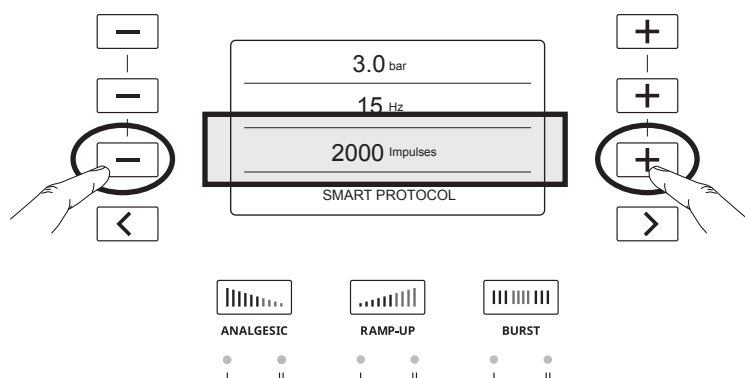 3.0 bar
15 Hz
2000 Impulses
SMART PROTOCOL
ANALGESIC RAMP-UP BURST
I II I II I II